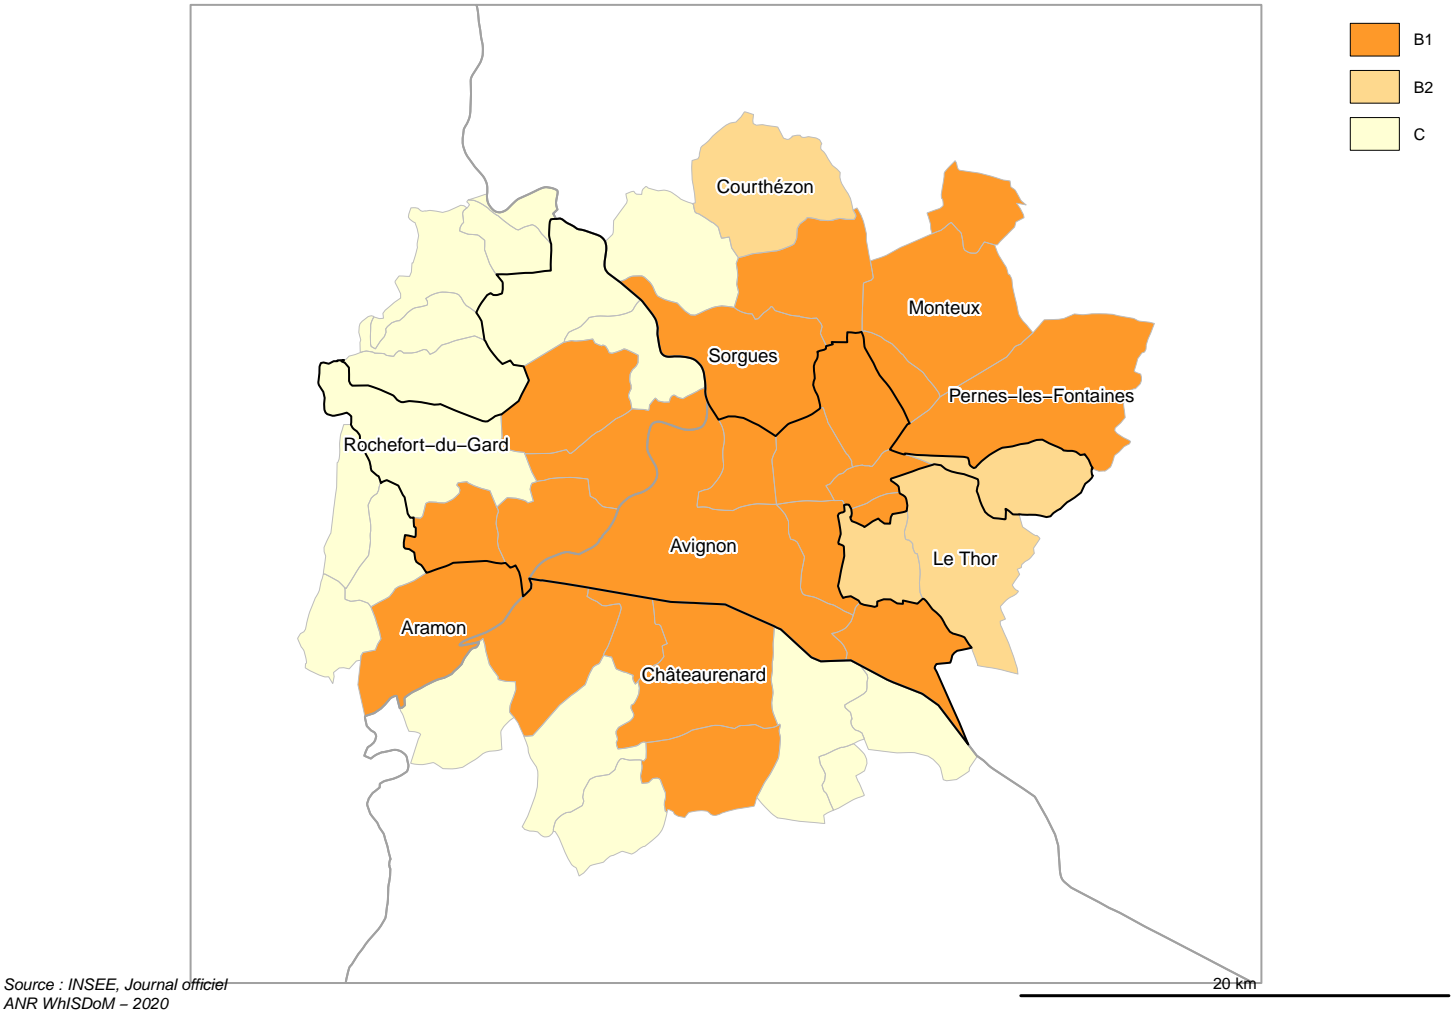 B1
B2
C
Courthézon
Monteux
Sorgues
Pernes−les−Fontaines
Rochefort−du−Gard
Avignon
Le Thor
Aramon
Châteaurenard
Source : INSEE, Journal officiel
ANR WhISDoM − 2020
20 km